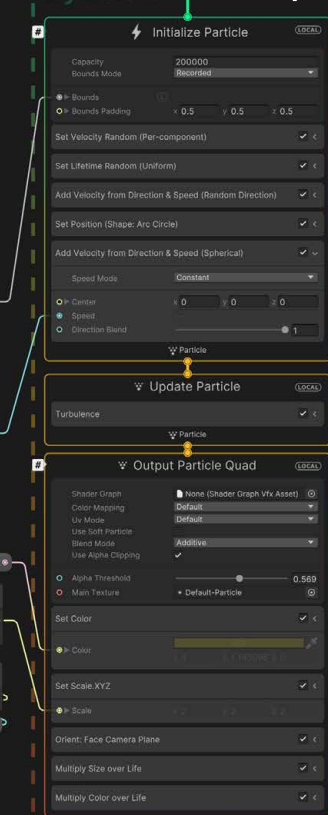 #
Initialize Particle
LOCAL
Capacity 200000
Bounds Mode Recorded
Bounds
Bounds Padding x 0.5 y 0.5 z 0.5
Set Velocity Random (Per-component)
Set Lifetime Random (Uniform)
Add Velocity from Direction & Speed (Random Direction)
Set Position (Shape: Arc Circle)
Add Velocity from Direction & Speed (Spherical)
Speed Mode Constant
Center x 0 y 0 z 0
Speed
Direction Blend 1
Particle
Update Particle
LOCAL
Turbulence
Particle
#
Output Particle Quad
LOCAL
Shader Graph None (Shader Graph Vfx Asset)
Color Mapping Default
Uv Mode Default
Use Soft Particle
Blend Mode Additive
Use Alpha Clipping
Alpha Threshold 0.569
Main Texture Default-Particle
Set Color
Color
Set Scale.XYZ
Scale
Orient: Face Camera Plane
Multiply Size over Life
Multiply Color over Life